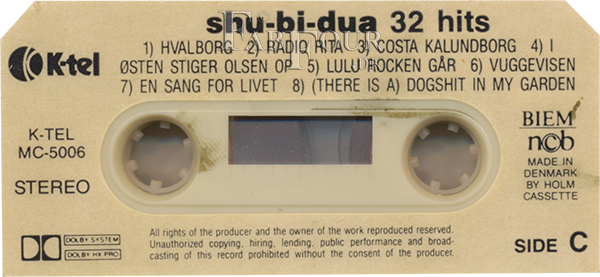 shu-bi-dua 32 hits
1) HVALBORG 2) RADIO RITA 3) COSTA KALUNDBORG 4) I
ØSTEN STIGER OLSEN OP 5) LULU ROCKEN GÅR 6) VUGGEVISEN
7) EN SANG FOR LIVET 8) (THERE IS A) DOGSHIT IN MY GARDEN
K-tel
FABFOUR
K-TEL
MC-5006
STEREO
BIEM
ncb
MADE IN
DENMARK
BY HOLM
CASSETTE
DOLBY SYSTEM
DOLBY HX PRO
All rights of the producer and the owner of the work reproduced reserved.
Unauthorized copying, hiring, lending, public performance and broad-
casting of this record prohibited without the consent of the producer.
SIDE C